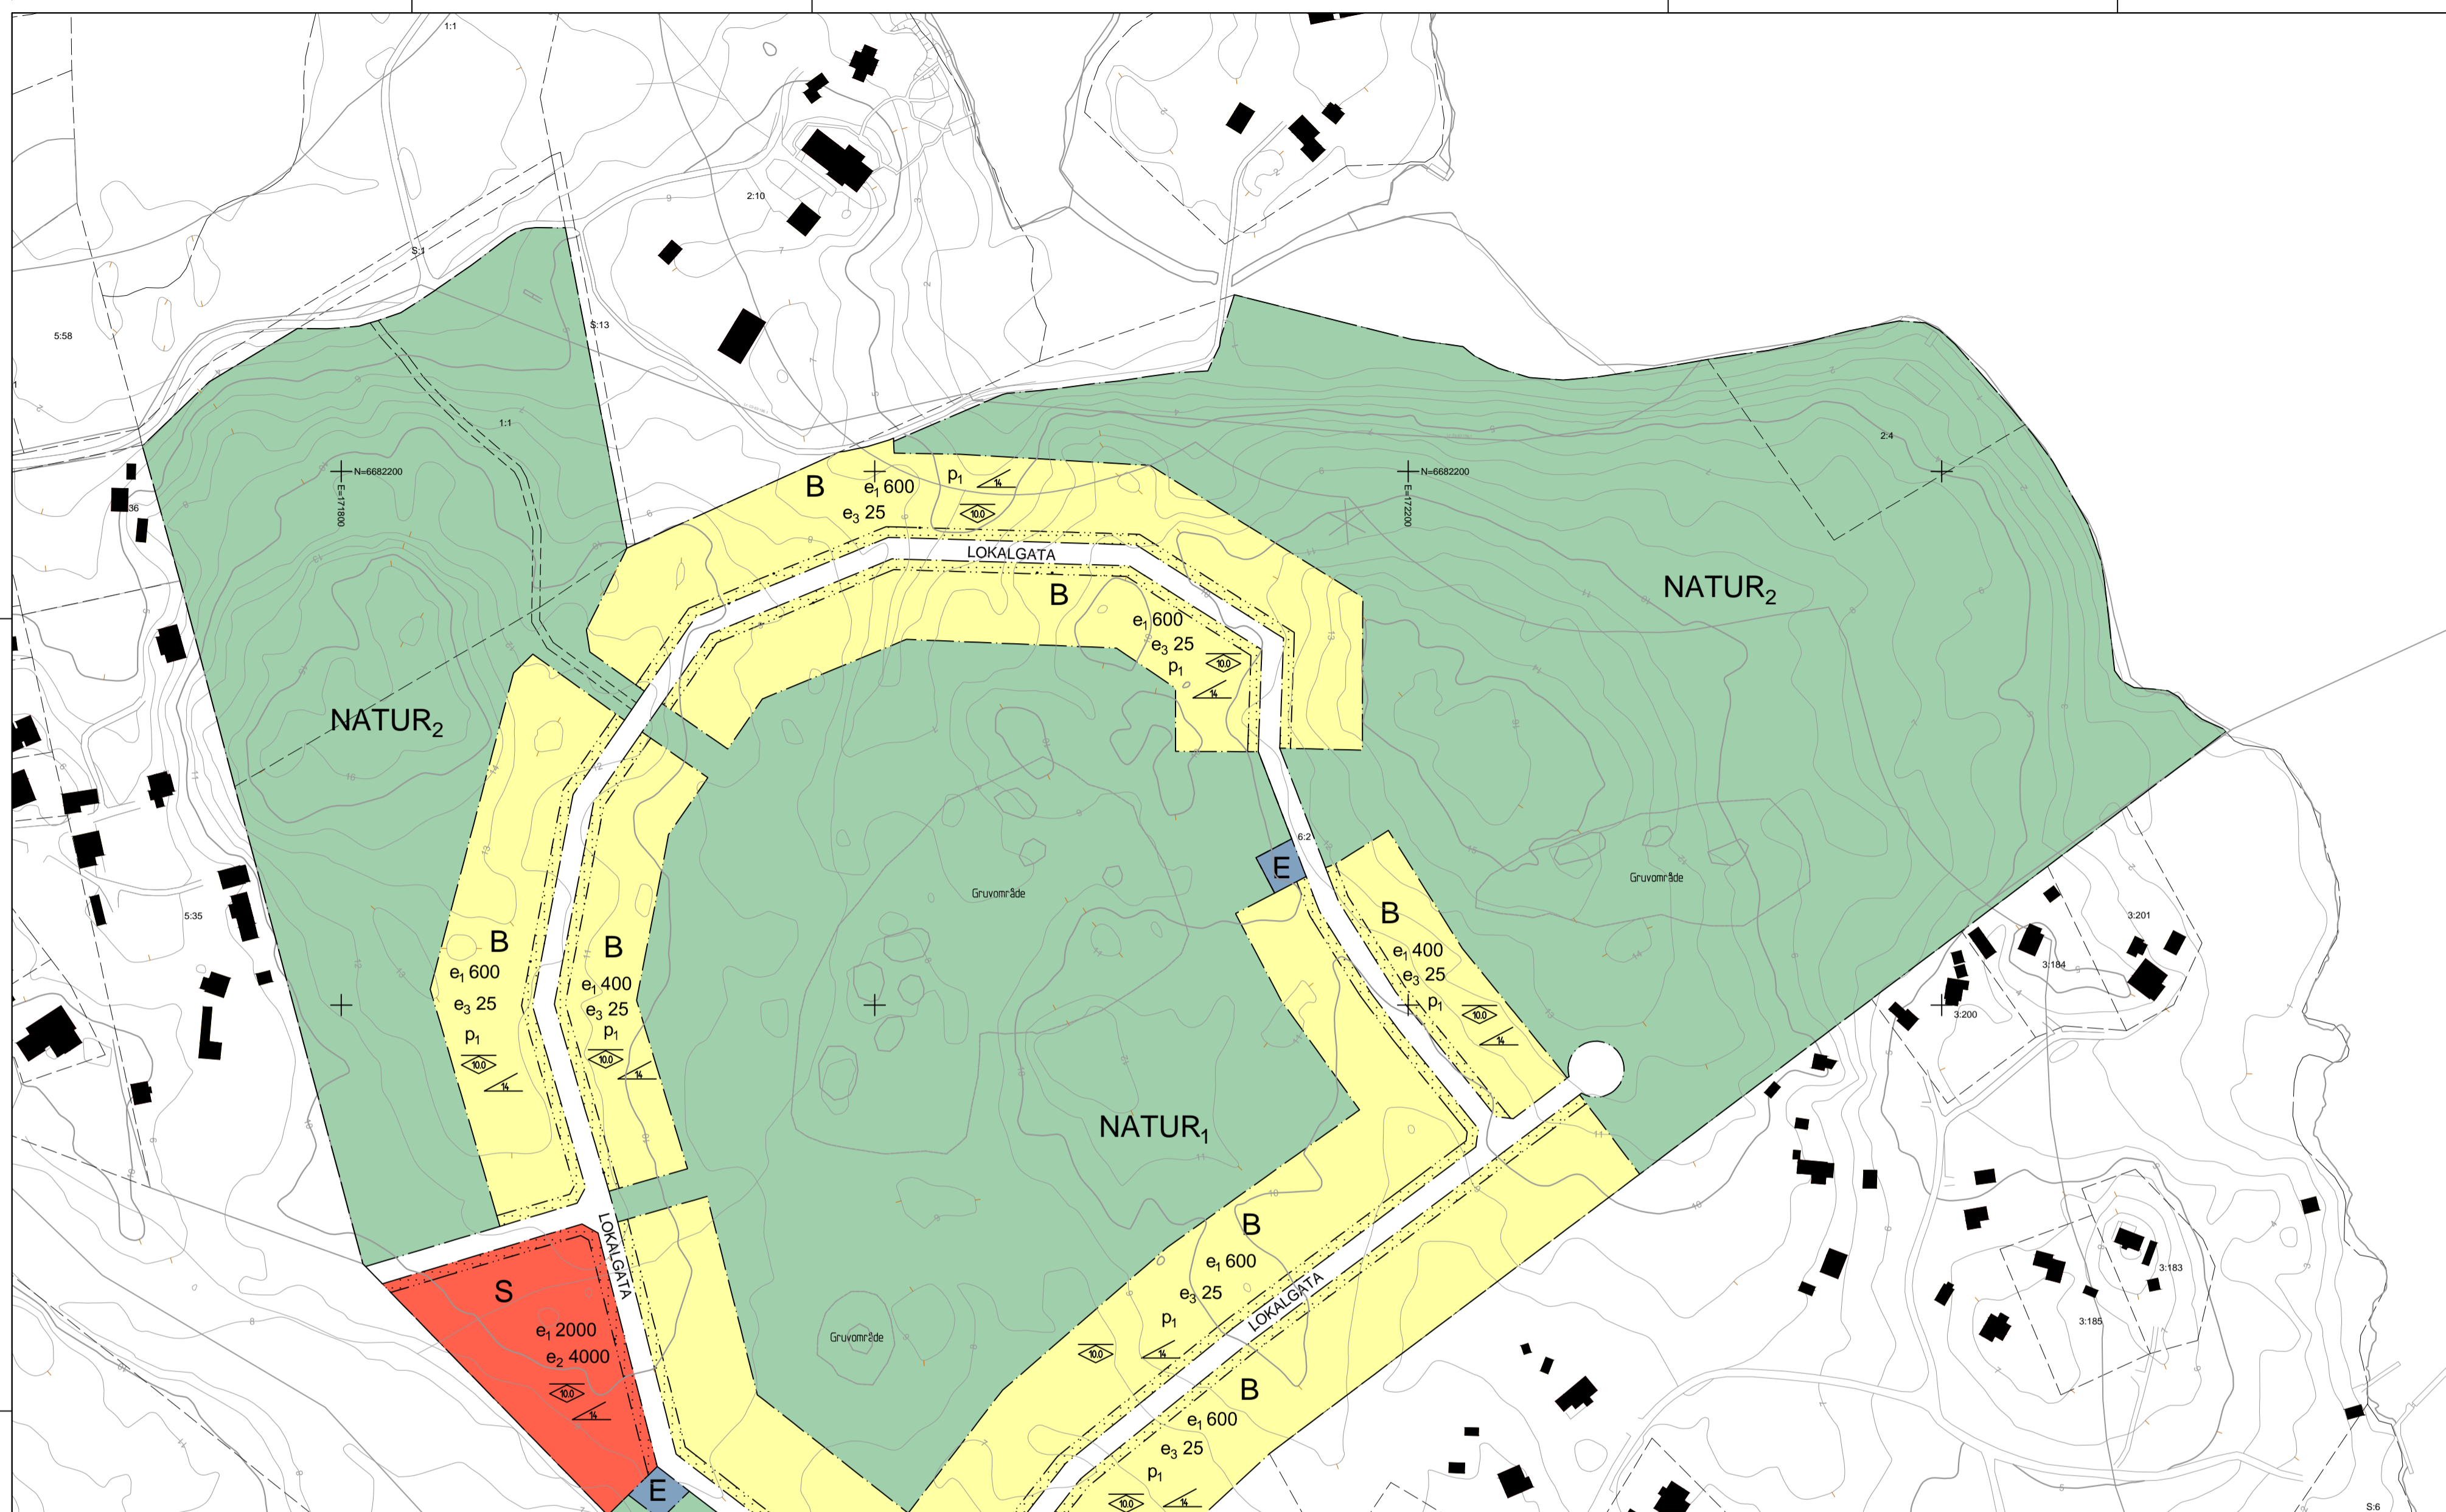 1:1
2:10
S:1
S:13
5:58
1:1
2:4
N=6682200
E=171800
N=6682200
E=172200
36
B
e1 600
e3 25
p1
14
10.0
LOKALGATA
B
e1 600
e3 25
p1
10.0
14
NATUR2
NATUR2
6:2
E
Gruvområde
Gruvområde
5:35
B
e1 600
e3 25
p1
10.0
14
B
e1 400
e3 25
p1
10.0
14
B
e1 400
e3 25
p1
10.0
14
3:201
3:184
3:200
NATUR1
LOKALGATA
S
e1 2000
e2 4000
10.0
14
Gruvområde
B
e1 600
e3 25
p1
10.0
14
LOKALGATA
B
e1 600
e3 25
p1
10.0
14
3:183
3:185
E
S:6